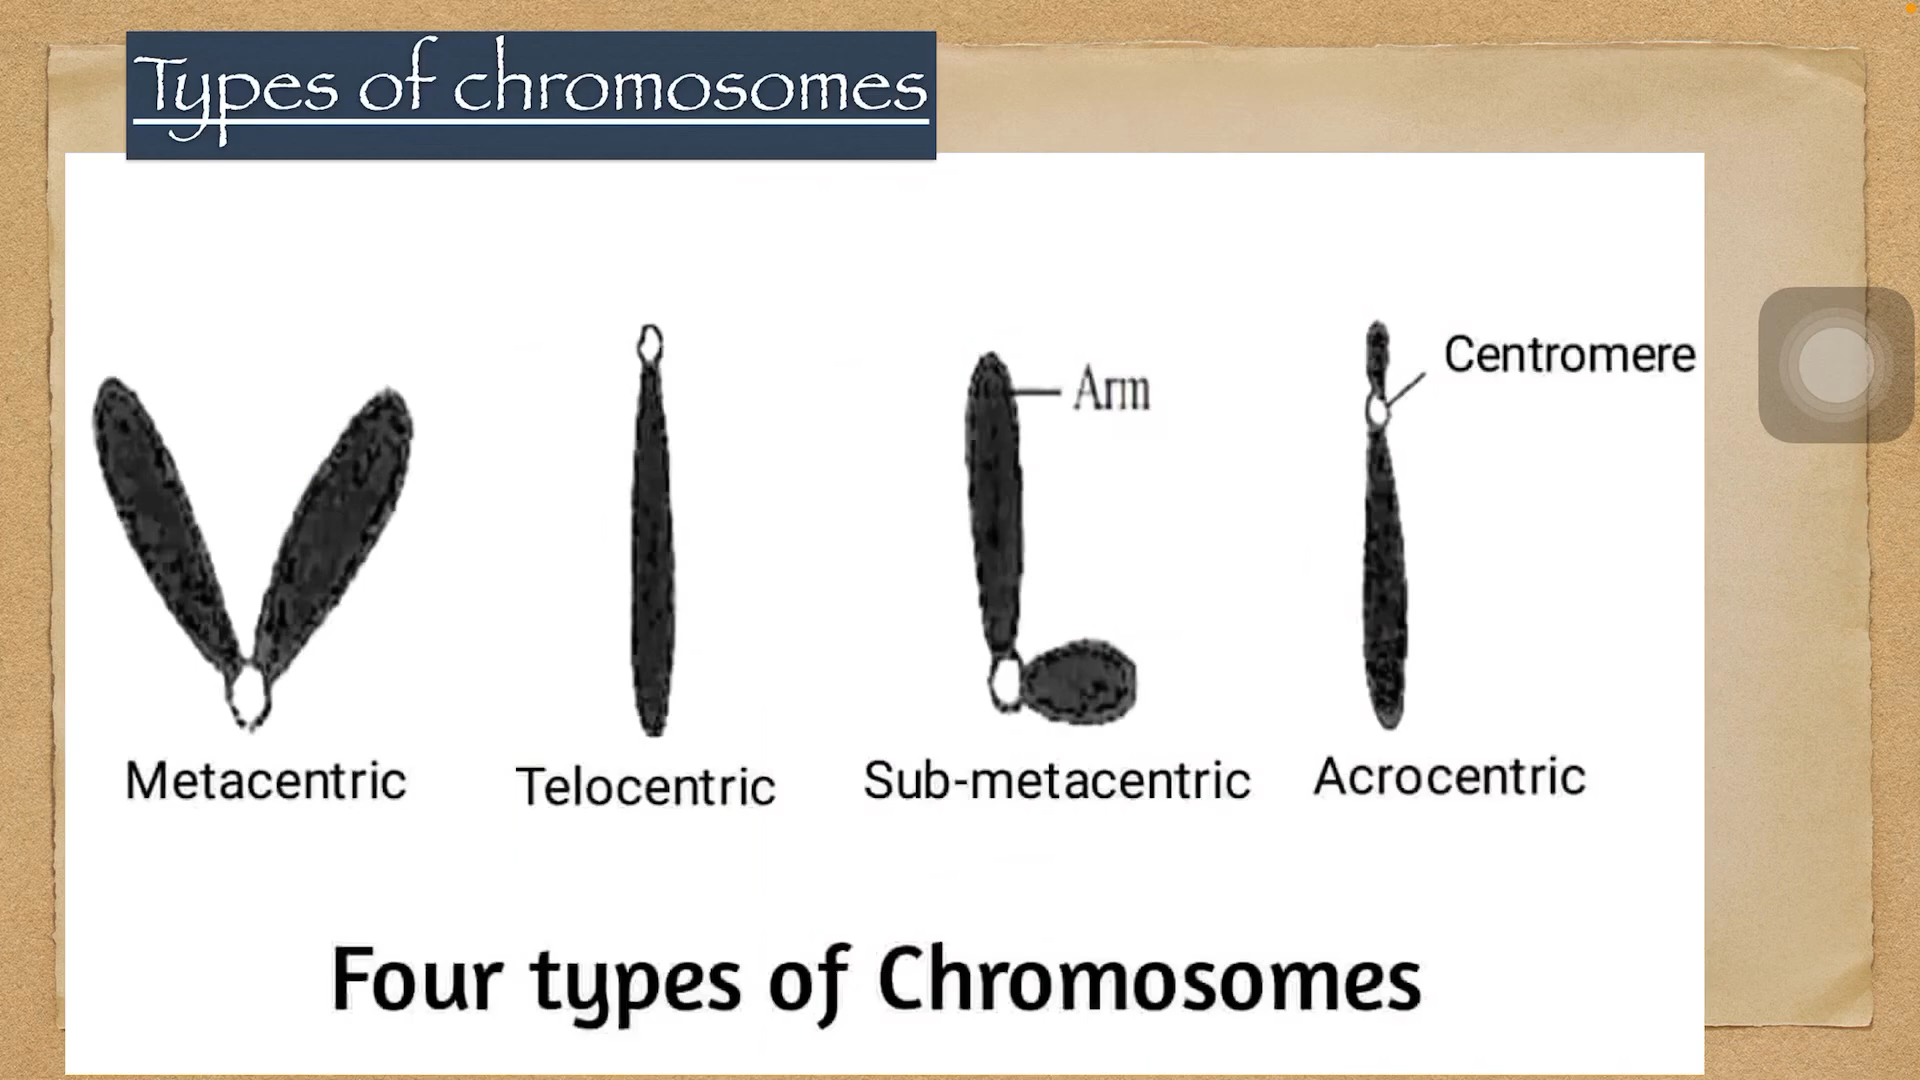 Types of chromosomes
Arm
Centromere
Metacentric
Telocentric
Sub-metacentric
Acrocentric
Four types of Chromosomes